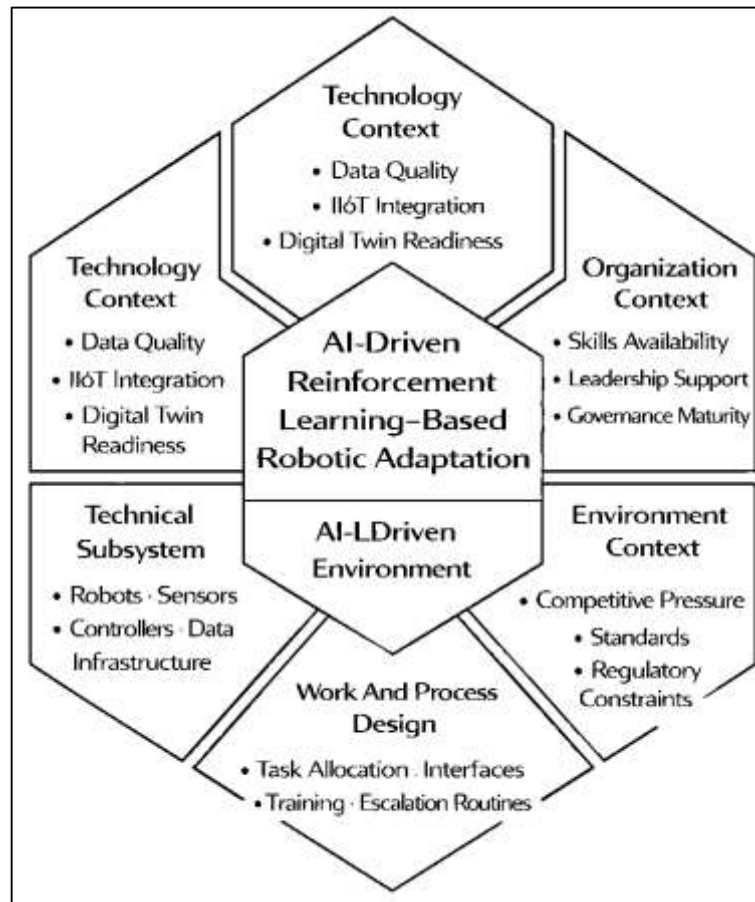 Technology
Context
• Data Quality
• II6T Integration
• Digital Twin Readiness
Technology
Context
• Data Quality
• II6T Integration
• Digital Twin
Readiness
Organization
Context
• Skills Availability
• Leadership Support
• Governance Maturity
AI-Driven
Reinforcement
Learning–Based
Robotic Adaptation
AI-LDriven
Environment
Technical
Subsystem
• Robots · Sensors
• Controllers · Data
Infrastructure
Environment
Context
• Competitive Pressure
• Standards
• Regulatory
Constraints
Work And Process
Design
• Task Allocation · Interfaces
• Training · Escalation Routines